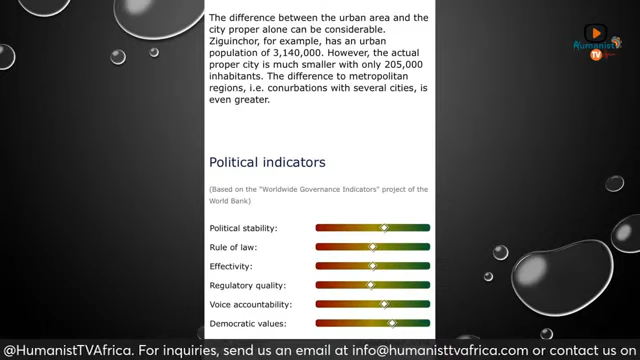 The difference between the urban area and the
city proper alone can be considerable.
Ziguinchor, for example, has an urban
population of 3,140,000. However, the actual
proper city is much smaller with only 205,000
inhabitants. The difference to metropolitan
regions, i.e. conurbations with several cities, is
even greater.
Humanist
TV
Political indicators
(Based on the "Worldwide Governance Indicators" project of the
World Bank)
Political stability:
Rule of law:
Effectivity:
Regulatory quality:
Voice accountability:
Democratic values:
@HumanistTVAfrica. For inquiries, send us an email at info@humanisttvafrica.com or contact us on